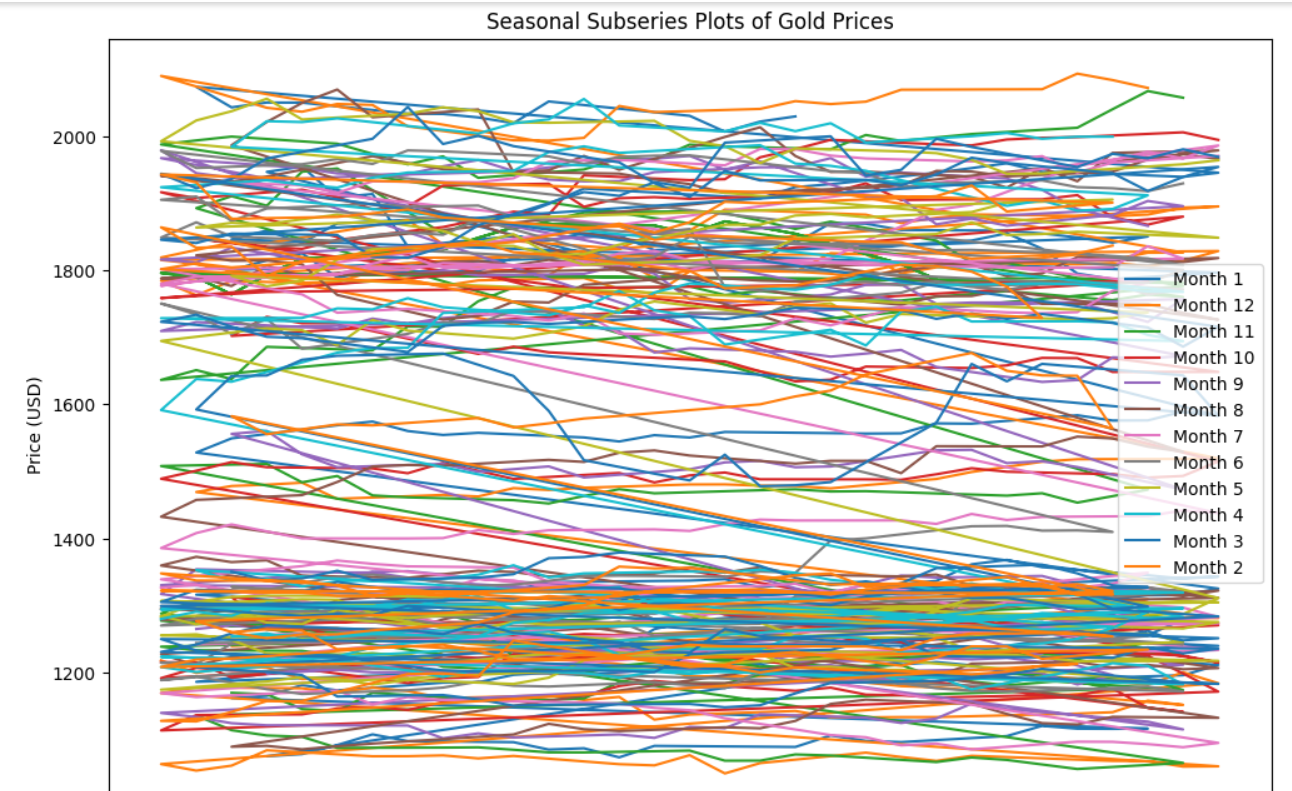 Seasonal Subseries Plots of Gold Prices
Price (USD)
2000
1800
1600
1400
1200
Month 1
Month 12
Month 11
Month 10
Month 9
Month 8
Month 7
Month 6
Month 5
Month 4
Month 3
Month 2